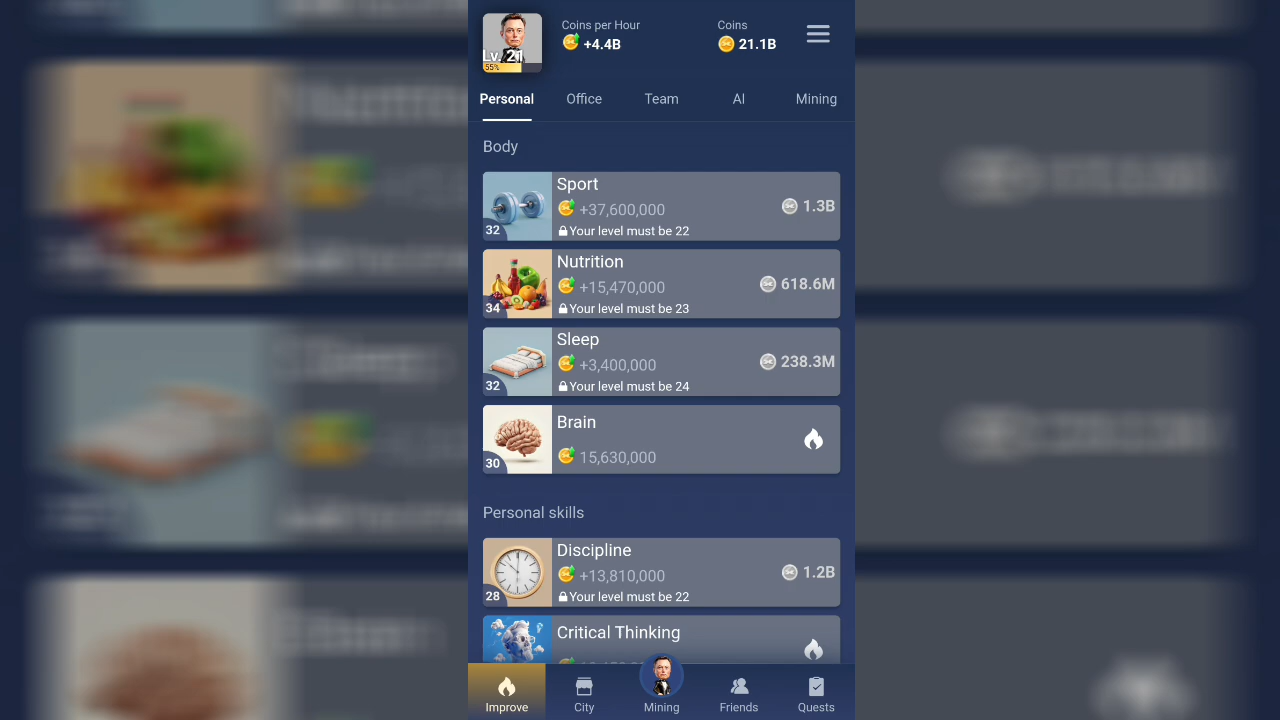 Coins per Hour
+4.4B
Coins
21.1B
Lv. 21
55%
Personal
Office
Team
AI
Mining
Body
Sport
+37,600,000
1.3B
Your level must be 22
32
Nutrition
+15,470,000
618.6M
Your level must be 23
34
Sleep
+3,400,000
238.3M
Your level must be 24
32
Brain
15,630,000
30
Personal skills
Discipline
+13,810,000
1.2B
Your level must be 22
28
Critical Thinking
Improve
City
Mining
Friends
Quests